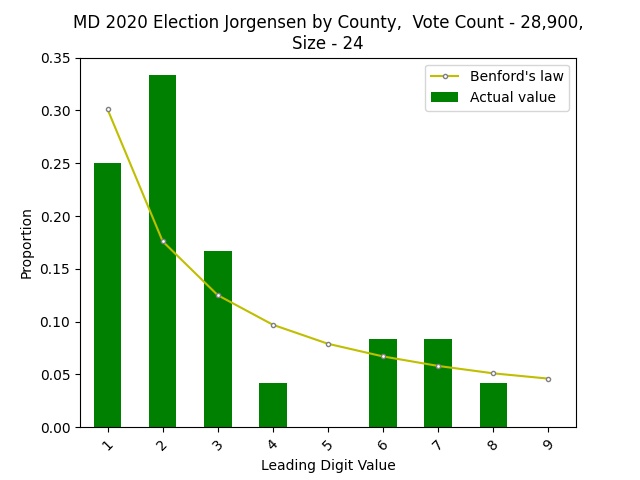 MD 2020 Election Jorgensen by County,  Vote Count - 28,900,
Size - 24
Benford's law
Actual value
Proportion
0.35
0.30
0.25
0.20
0.15
0.10
0.05
0.00
1
2
3
4
5
6
7
8
9
Leading Digit Value